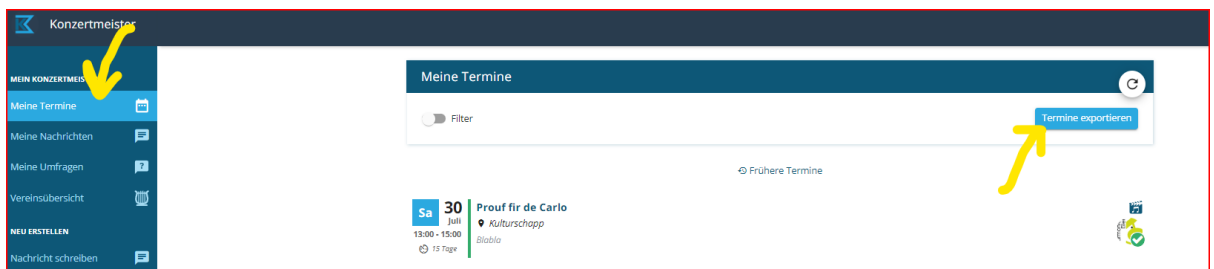 Konzertmeister
MEIN KONZERTMEIS
Meine Termine
Meine Nachrichten
Meine Umfragen
Vereinsübersicht
NEU ERSTELLEN
Nachricht schreiben
Meine Termine
Filter
Termine exportieren
Frühere Termine
Sa 30 Juli
13:00 - 15:00
15 Tage
Prouf fir de Carlo
Kulturschapp
Blabla